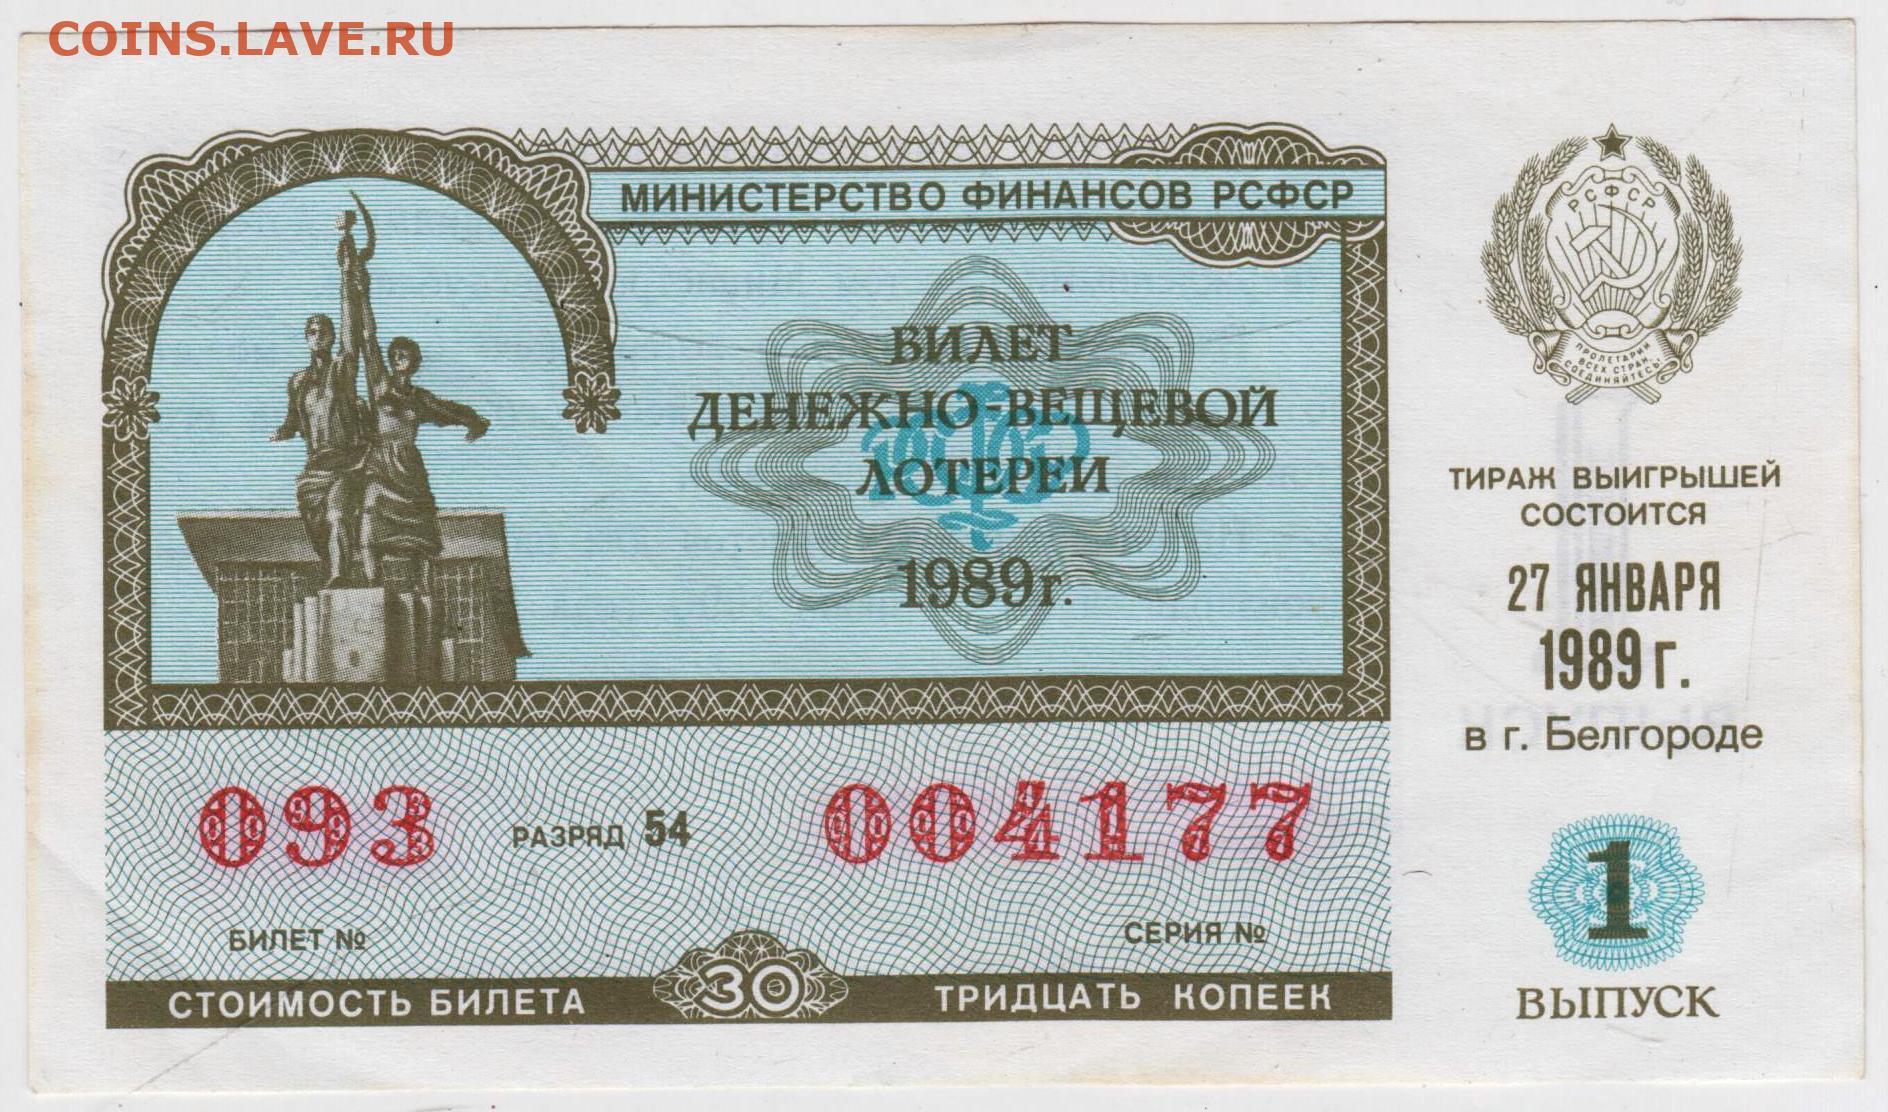 COINS.LAVE.RU
МИНИСТЕРСТВО ФИНАНСОВ РСФСР
БИЛЕТ
ДЕНЕЖНО-ВЕЩЕВОЙ
ЛОТЕРЕИ
1989 г.
093 РАЗРЯД 54 004177
БИЛЕТ № СЕРИЯ №
СТОИМОСТЬ БИЛЕТА 30 ТРИДЦАТЬ КОПЕЕК
РСФСР
ПРОЛЕТАРИИ
ВСЕХ СТРАН,
СОЕДИНЯЙТЕСЬ!
ТИРАЖ ВЫИГРЫШЕЙ
СОСТОИТСЯ
27 ЯНВАРЯ
1989 г.
в г. Белгороде
1
ВЫПУСК